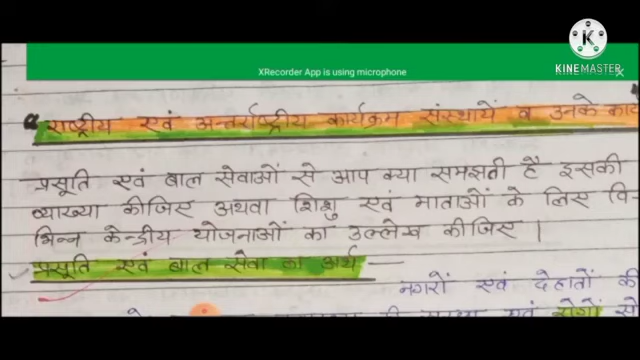 XRecorder App is using microphone
KINEMASTER
"राष्ट्रीय एवं अन्तर्राष्ट्रीय कार्यक्रम संस्थायें व उनके
प्रसूति एवं बाल सेवाओं से आप क्या समझती है इसकी
व्याख्या कीजिए अथवा शिशु एवं माताओं के लिए वि-
भिन्न केन्द्रीय योजनाओं का उल्लेख कीजिए।
प्रसूति एवं बाल सेवा का अर्थ —
नगरों एवं देहातों की
एवं रोगों से